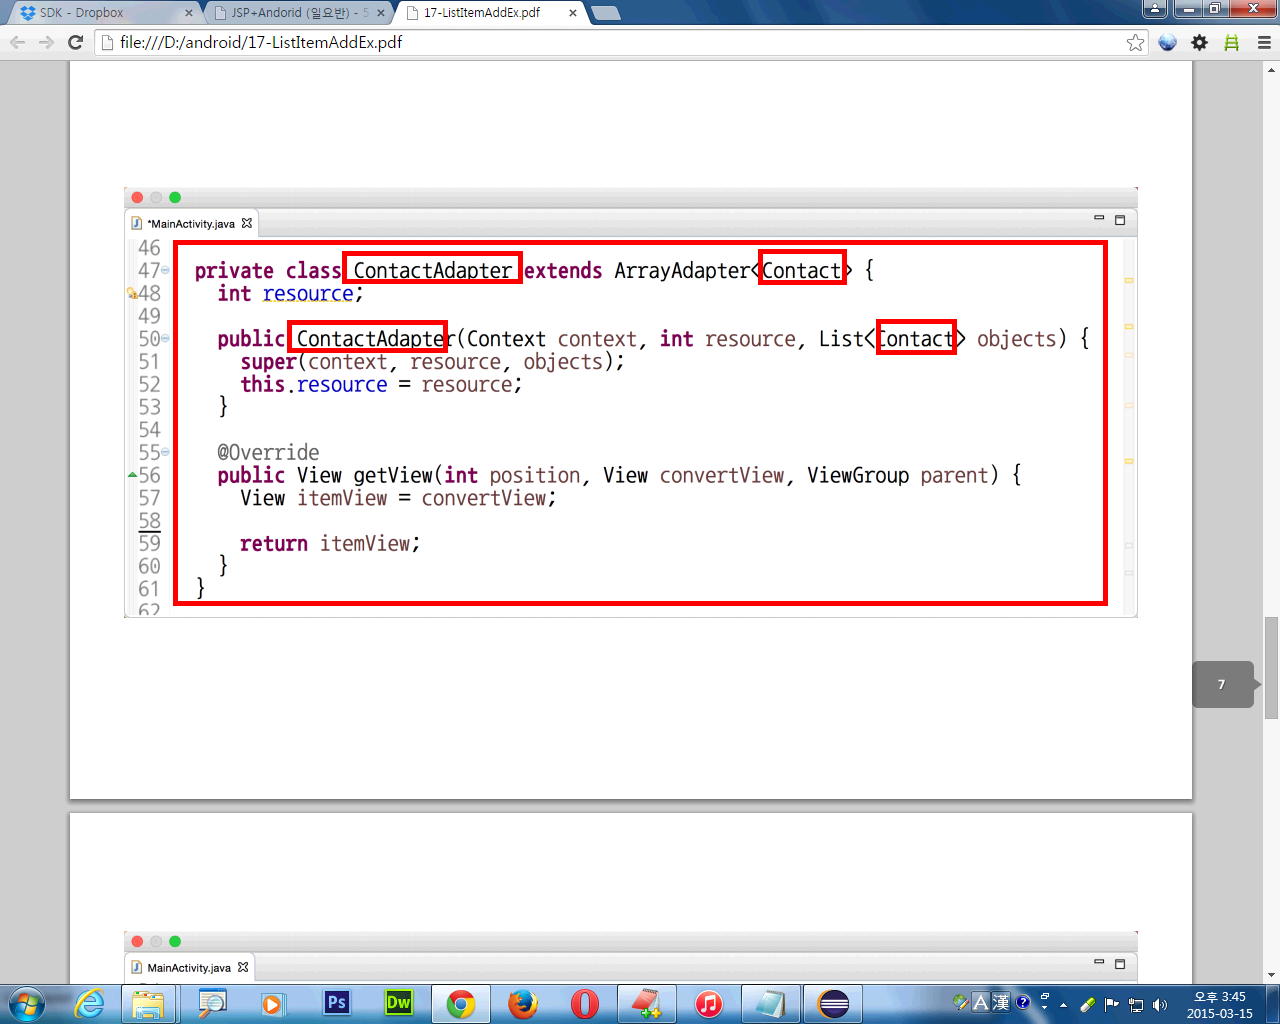 SDK - Dropbox
JSP+Andorid (일요반) - 5
17-ListItemAddEx.pdf
file:///D:/android/17-ListItemAddEx.pdf
*MainActivity.java
46
47 private class ContactAdapter extends ArrayAdapter<Contact> {
48 int resource;
49
50 public ContactAdapter(Context context, int resource, List<Contact> objects) {
51 super(context, resource, objects);
52 this.resource = resource;
53 }
54
55 @Override
56 public View getView(int position, View convertView, ViewGroup parent) {
57 View itemView = convertView;
58
59 return itemView;
60 }
61 }
62
7
MainActivity.java
Ps
Dw
A 漢
오후 3:45
2015-03-15